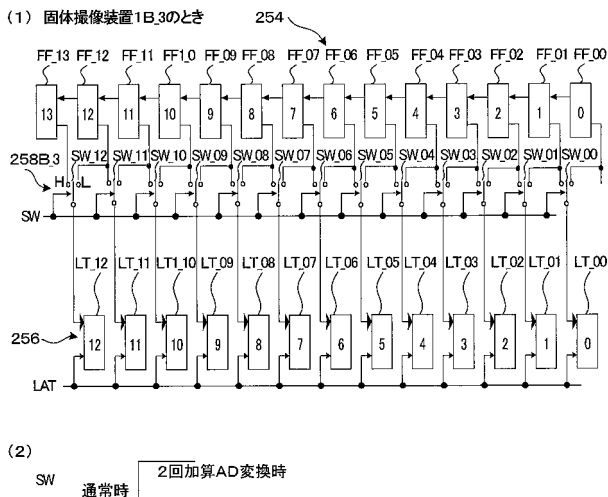 (1) 固体撮像装置1B_3のとき
254
FF_13 FF_12 FF_11 FF1_0 FF_09 FF_08 FF_07 FF_06 FF_05 FF_04 FF_03 FF_02 FF_01 FF_00
13 12 11 10 9 8 7 6 5 4 3 2 1 0
258B_3
SW_12 SW_11 SW_10 SW_09 SW_08 SW_07 SW_06 SW_05 SW_04 SW_03 SW_02 SW_01 SW_00
H L
SW
LT_12 LT_11 LT1_10 LT_09 LT_08 LT_07 LT_06 LT_05 LT_04 LT_03 LT_02 LT_01 LT_00
256
12 11 10 9 8 7 6 5 4 3 2 1 0
LAT
(2)
SW 通常時 2回加算AD変換時